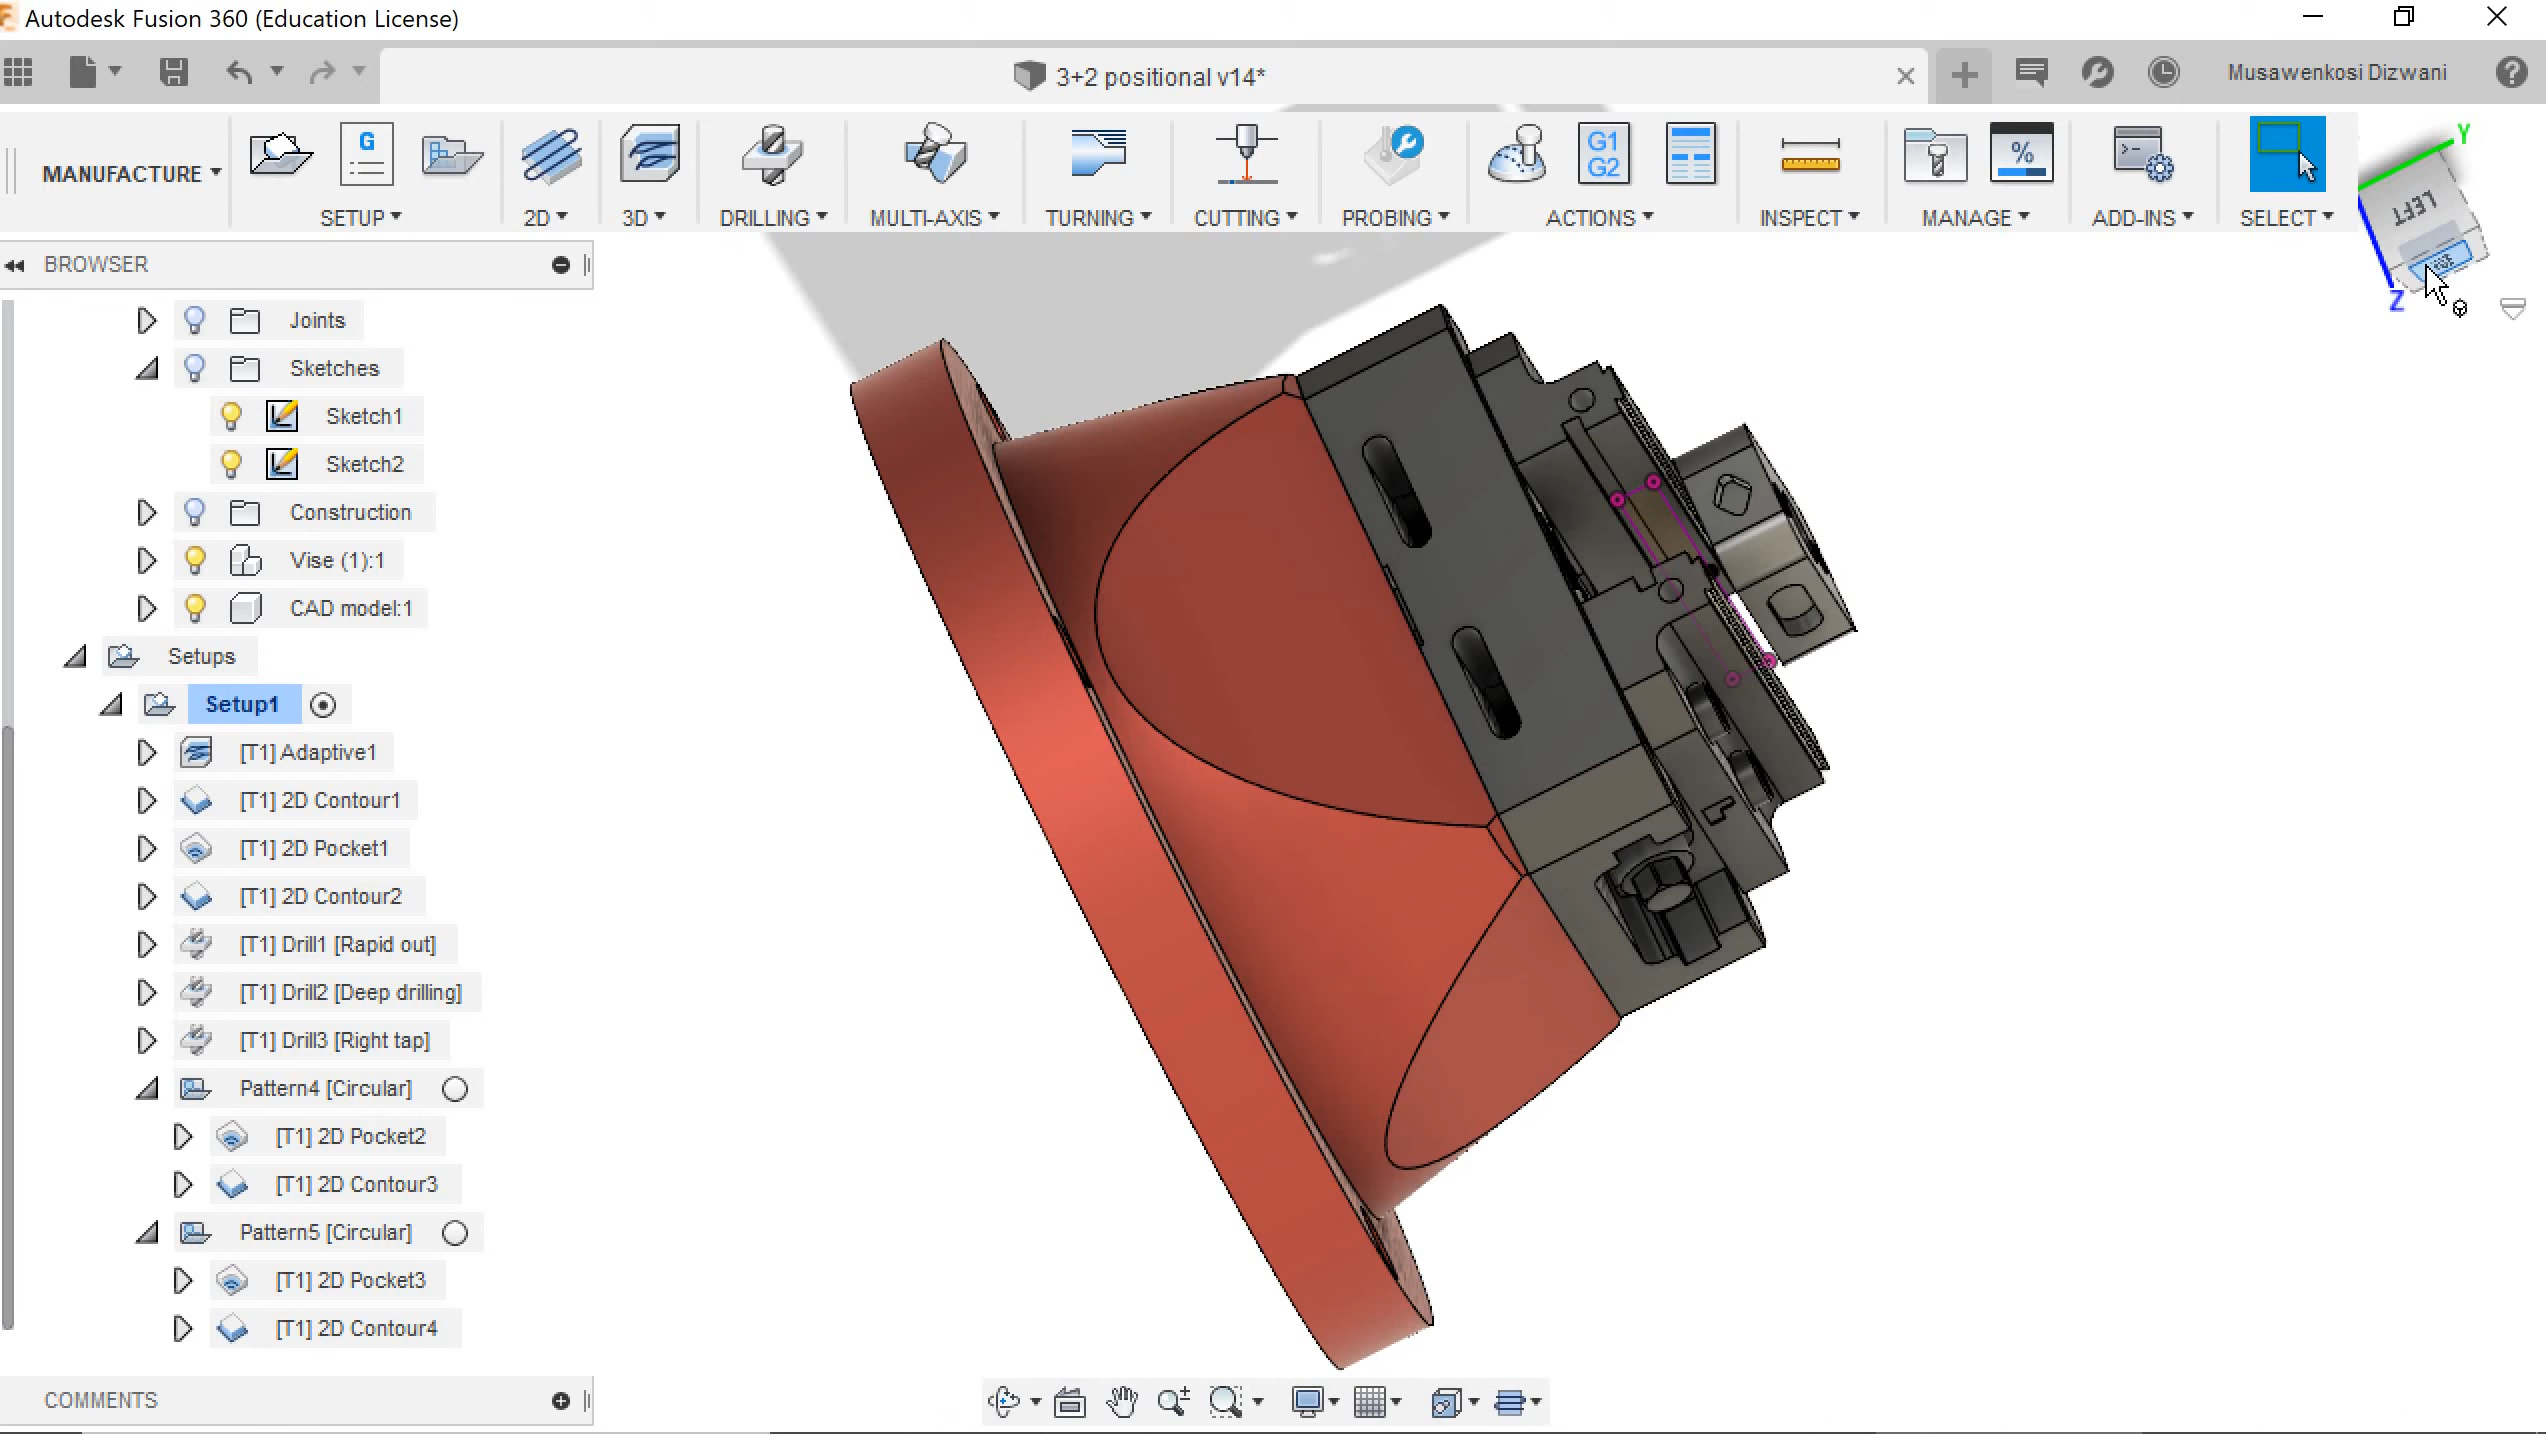 Autodesk Fusion 360 (Education License)
3+2 positional v14*
Musawenkosi Dizwani
MANUFACTURE
SETUP
2D
3D
DRILLING
MULTI-AXIS
TURNING
CUTTING
PROBING
ACTIONS
INSPECT
MANAGE
ADD-INS
SELECT
G
G1
G2
%
Y
LEFT
Z
BROWSER
Joints
Sketches
Sketch1
Sketch2
Construction
Vise (1):1
CAD model:1
Setups
Setup1
[T1] Adaptive1
[T1] 2D Contour1
[T1] 2D Pocket1
[T1] 2D Contour2
[T1] Drill1 [Rapid out]
[T1] Drill2 [Deep drilling]
[T1] Drill3 [Right tap]
Pattern4 [Circular]
[T1] 2D Pocket2
[T1] 2D Contour3
Pattern5 [Circular]
[T1] 2D Pocket3
[T1] 2D Contour4
COMMENTS